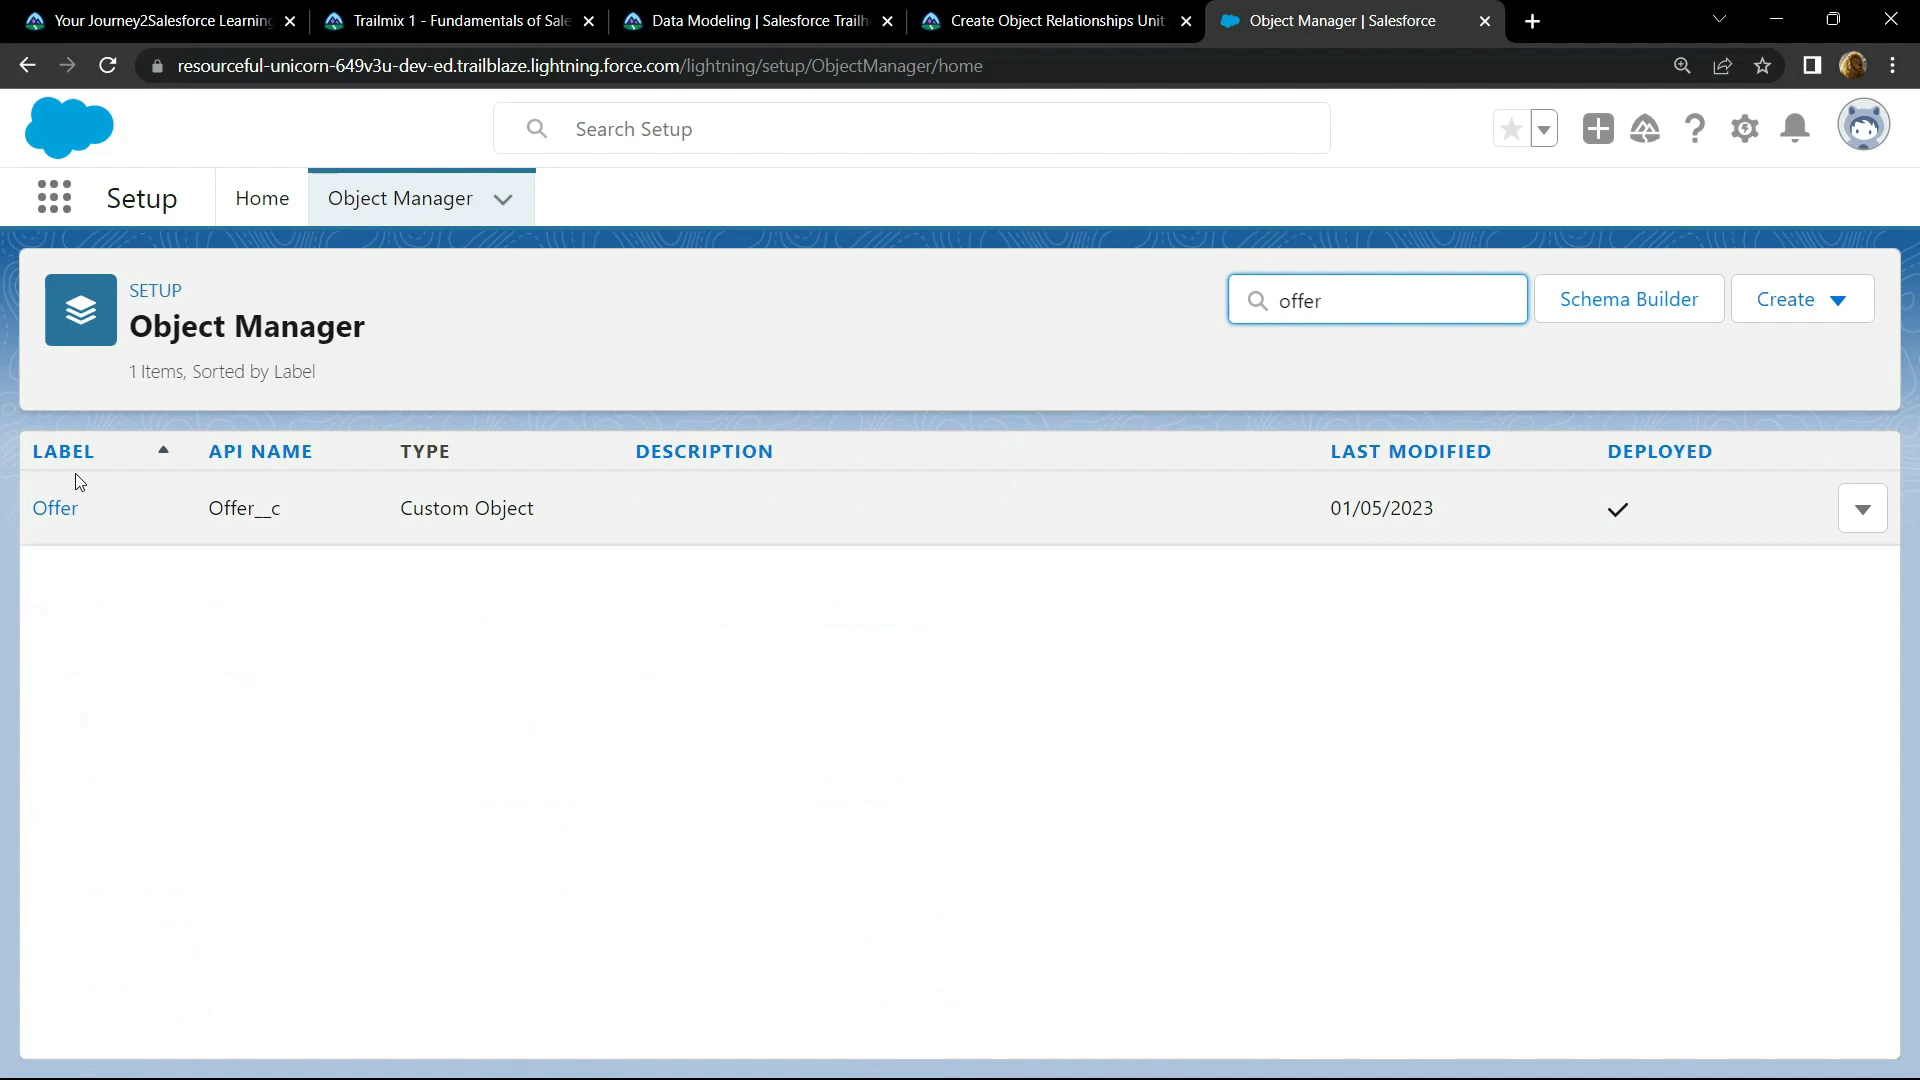 Your Journey2Salesforce Learning
Trailmix 1 - Fundamentals of Sale
Data Modeling | Salesforce Trailh
Create Object Relationships Unit
Object Manager | Salesforce
resourceful-unicorn-649v3u-dev-ed.trailblaze.lightning.force.com/lightning/setup/ObjectManager/home
Search Setup
Setup
Home
Object Manager
SETUP
Object Manager
1 Items, Sorted by Label
offer
Schema Builder
Create
LABEL API NAME TYPE DESCRIPTION LAST MODIFIED DEPLOYED
Offer Offer__c Custom Object 01/05/2023